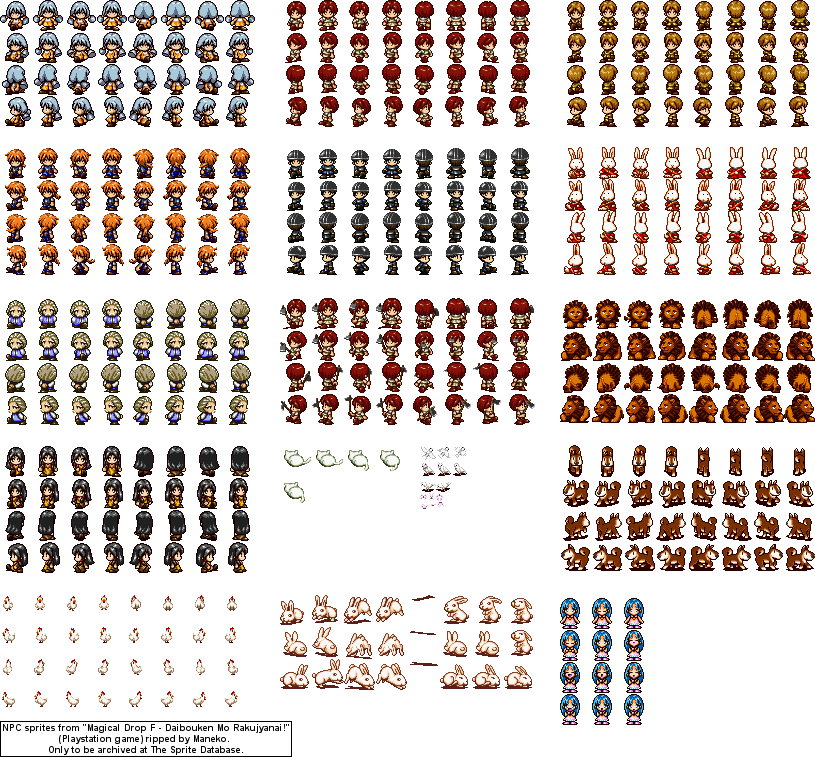 NPC sprites from "Magical Drop F - Daibouken Mo Rakujyanai!"
(Playstation game) ripped by Maneko.
Only to be archived at The Sprite Database.